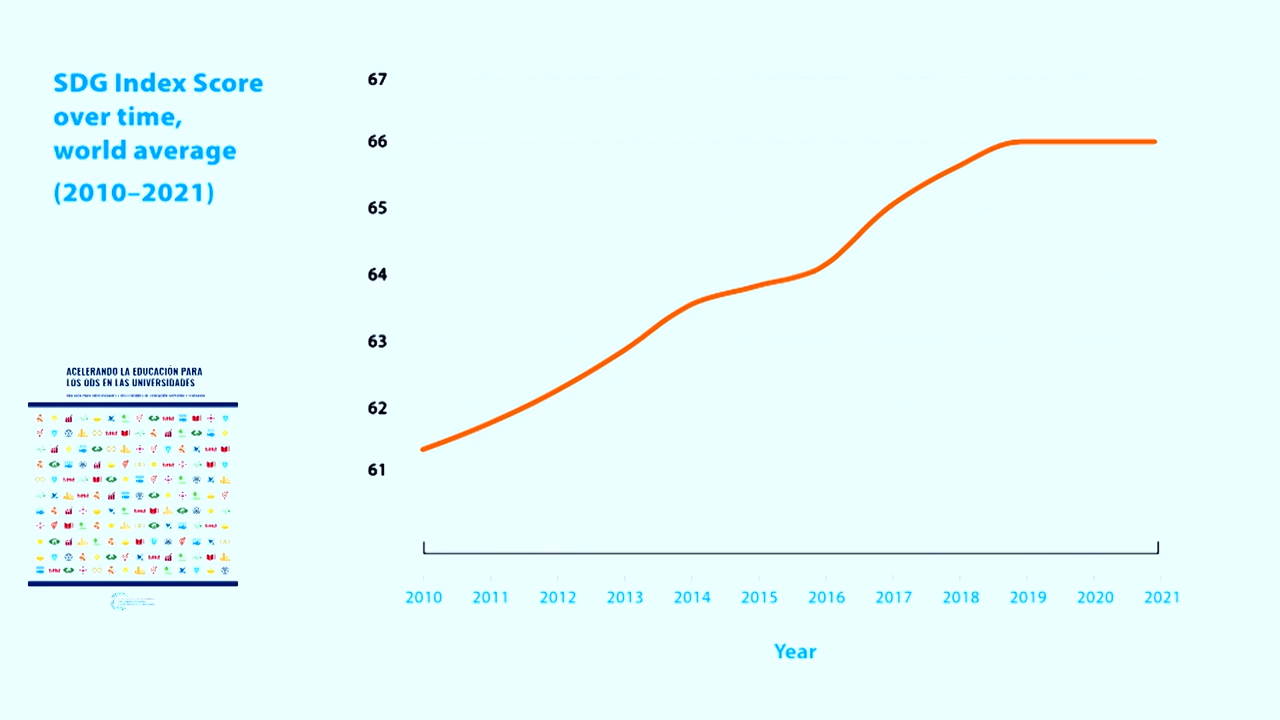 SDG Index Score
over time,
world average
(2010–2021)
67
66
65
64
63
62
61
ACELERANDO LA EDUCACIÓN PARA
LOS ODS EN LAS UNIVERSIDADES
2010 2011 2012 2013 2014 2015 2016 2017 2018 2019 2020 2021
Year